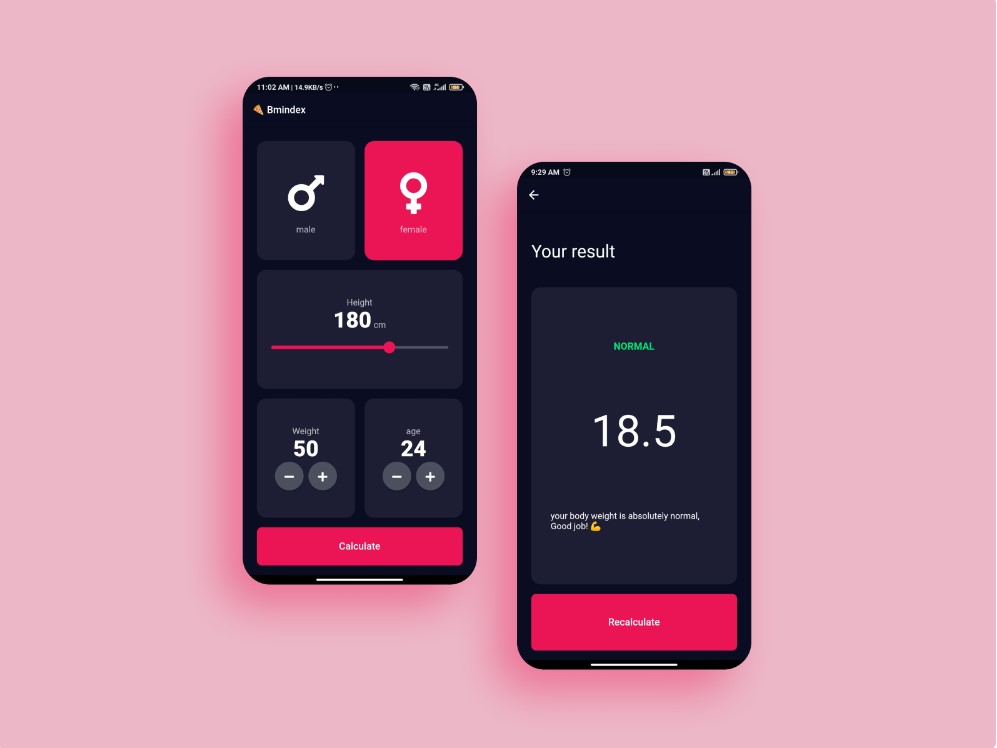 11:02 AM | 14.9KB/s
🍕 Bmindex
male
female
Height
180 cm
Weight
50
age
24
Calculate
9:29 AM
Your result
NORMAL
18.5
your body weight is absolutely normal,
Good job! 💪
Recalculate